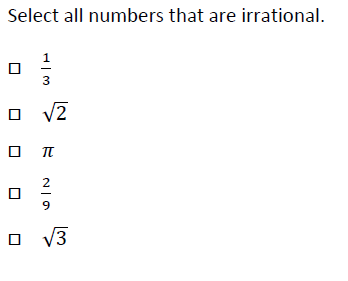 Select all numbers that are irrational.
□ 1/3
□ √2
□ π
□ 2/9
□ √3